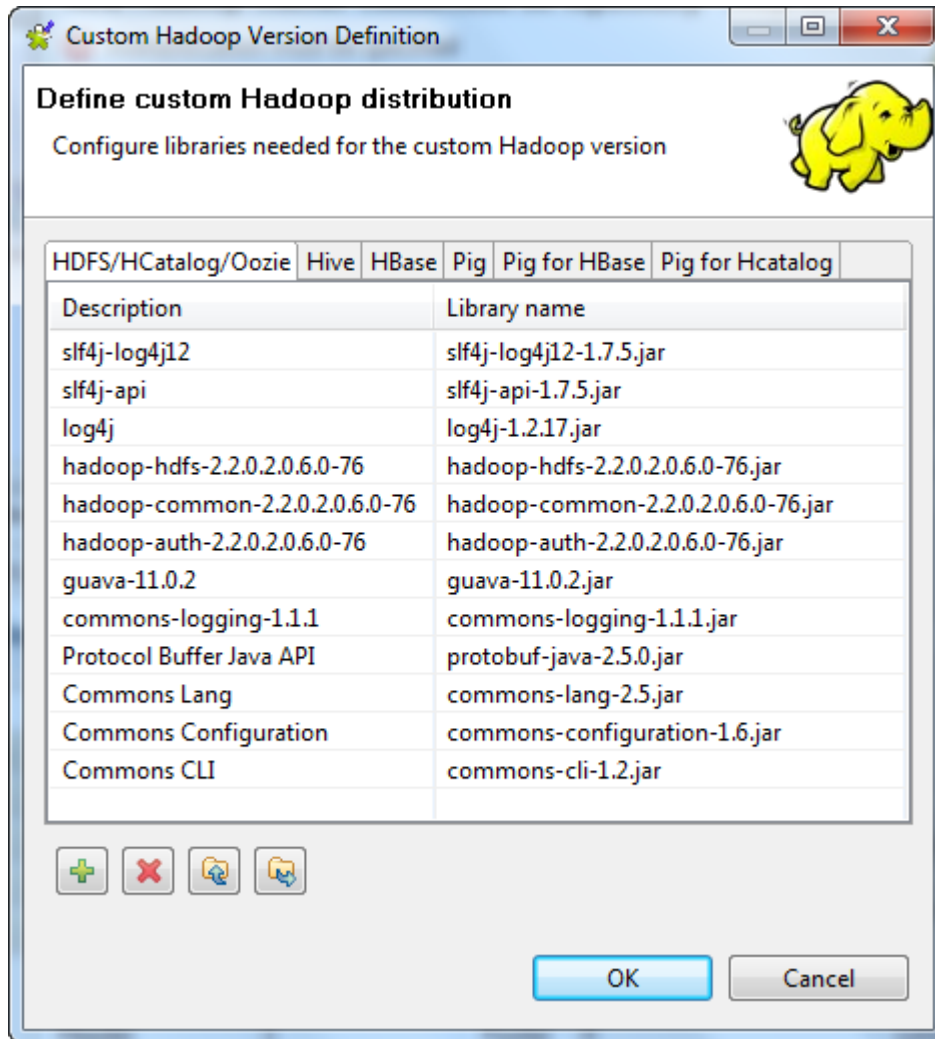 Custom Hadoop Version Definition
Define custom Hadoop distribution
Configure libraries needed for the custom Hadoop version
HDFS/HCatalog/Oozie Hive HBase Pig Pig for HBase Pig for Hcatalog
Description Library name
slf4j-log4j12 slf4j-log4j12-1.7.5.jar
slf4j-api slf4j-api-1.7.5.jar
log4j log4j-1.2.17.jar
hadoop-hdfs-2.2.0.2.0.6.0-76 hadoop-hdfs-2.2.0.2.0.6.0-76.jar
hadoop-common-2.2.0.2.0.6.0-76 hadoop-common-2.2.0.2.0.6.0-76.jar
hadoop-auth-2.2.0.2.0.6.0-76 hadoop-auth-2.2.0.2.0.6.0-76.jar
guava-11.0.2 guava-11.0.2.jar
commons-logging-1.1.1 commons-logging-1.1.1.jar
Protocol Buffer Java API protobuf-java-2.5.0.jar
Commons Lang commons-lang-2.5.jar
Commons Configuration commons-configuration-1.6.jar
Commons CLI commons-cli-1.2.jar
OK Cancel